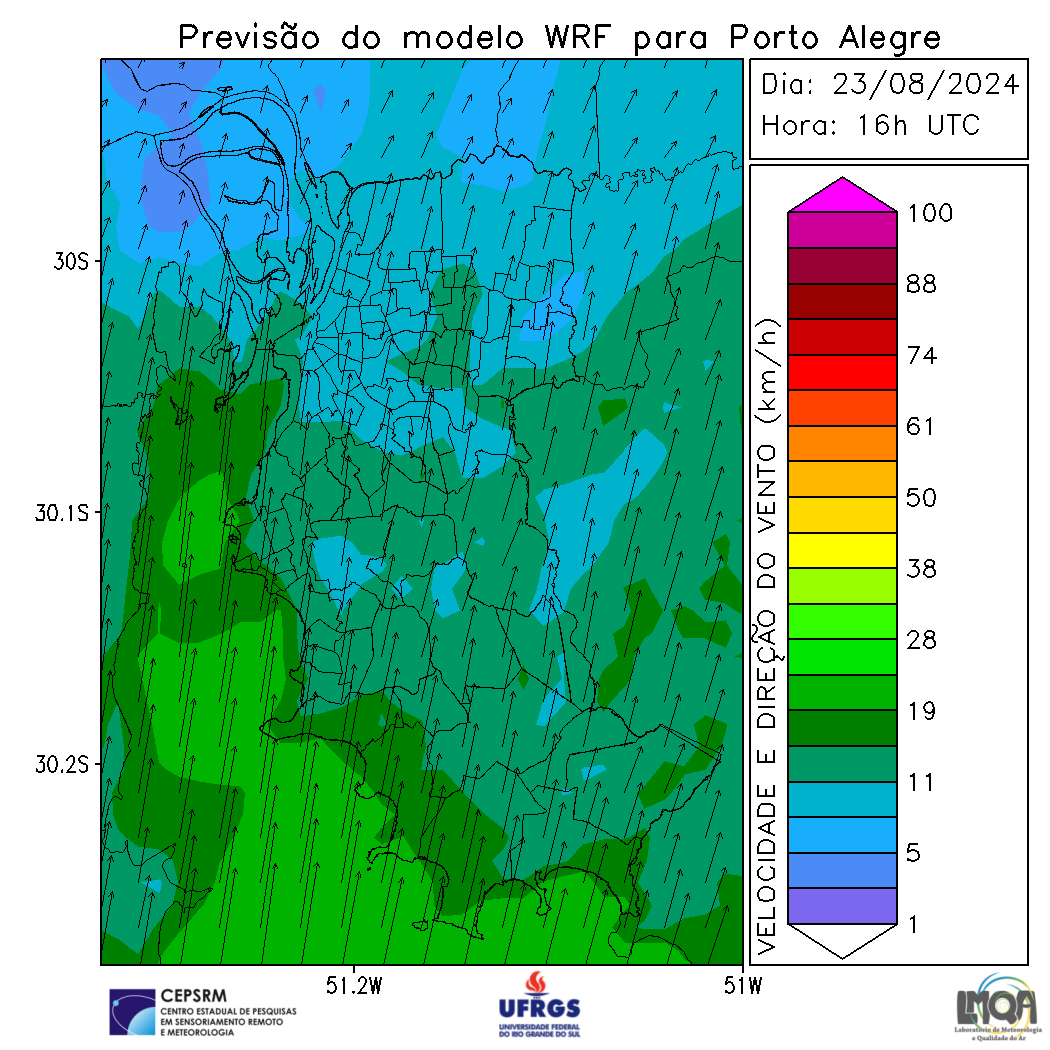 Previsão do modelo WRF para Porto Alegre
Dia: 23/08/2024
Hora: 16h UTC
30S
30.1S
30.2S
51.2W
51W
VELOCIDADE E DIREÇÃO DO VENTO (km/h)
100
88
74
61
50
38
28
19
11
5
1
CEPSRM
CENTRO ESTADUAL DE PESQUISAS
EM SENSORIAMENTO REMOTO
E METEOROLOGIA
UFRGS
UNIVERSIDADE FEDERAL
DO RIO GRANDE DO SUL
LMQA
Laboratório de Meteorologia
e Qualidade do Ar